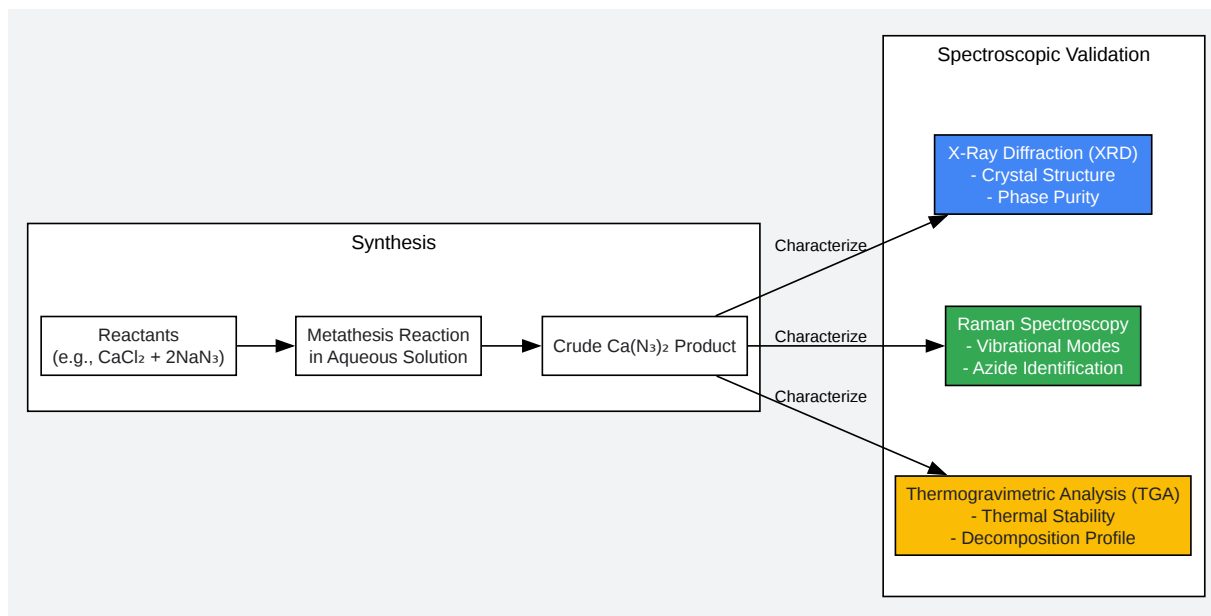 Spectroscopic Validation
X-Ray Diffraction (XRD)
- Crystal Structure
- Phase Purity
Synthesis
Characterize
Reactants
(e.g., CaCl₂ + 2NaN₃)
Metathesis Reaction
in Aqueous Solution
Crude Ca(N₃)₂ Product
Characterize
Raman Spectroscopy
- Vibrational Modes
- Azide Identification
Characterize
Thermogravimetric Analysis (TGA)
- Thermal Stability
- Decomposition Profile